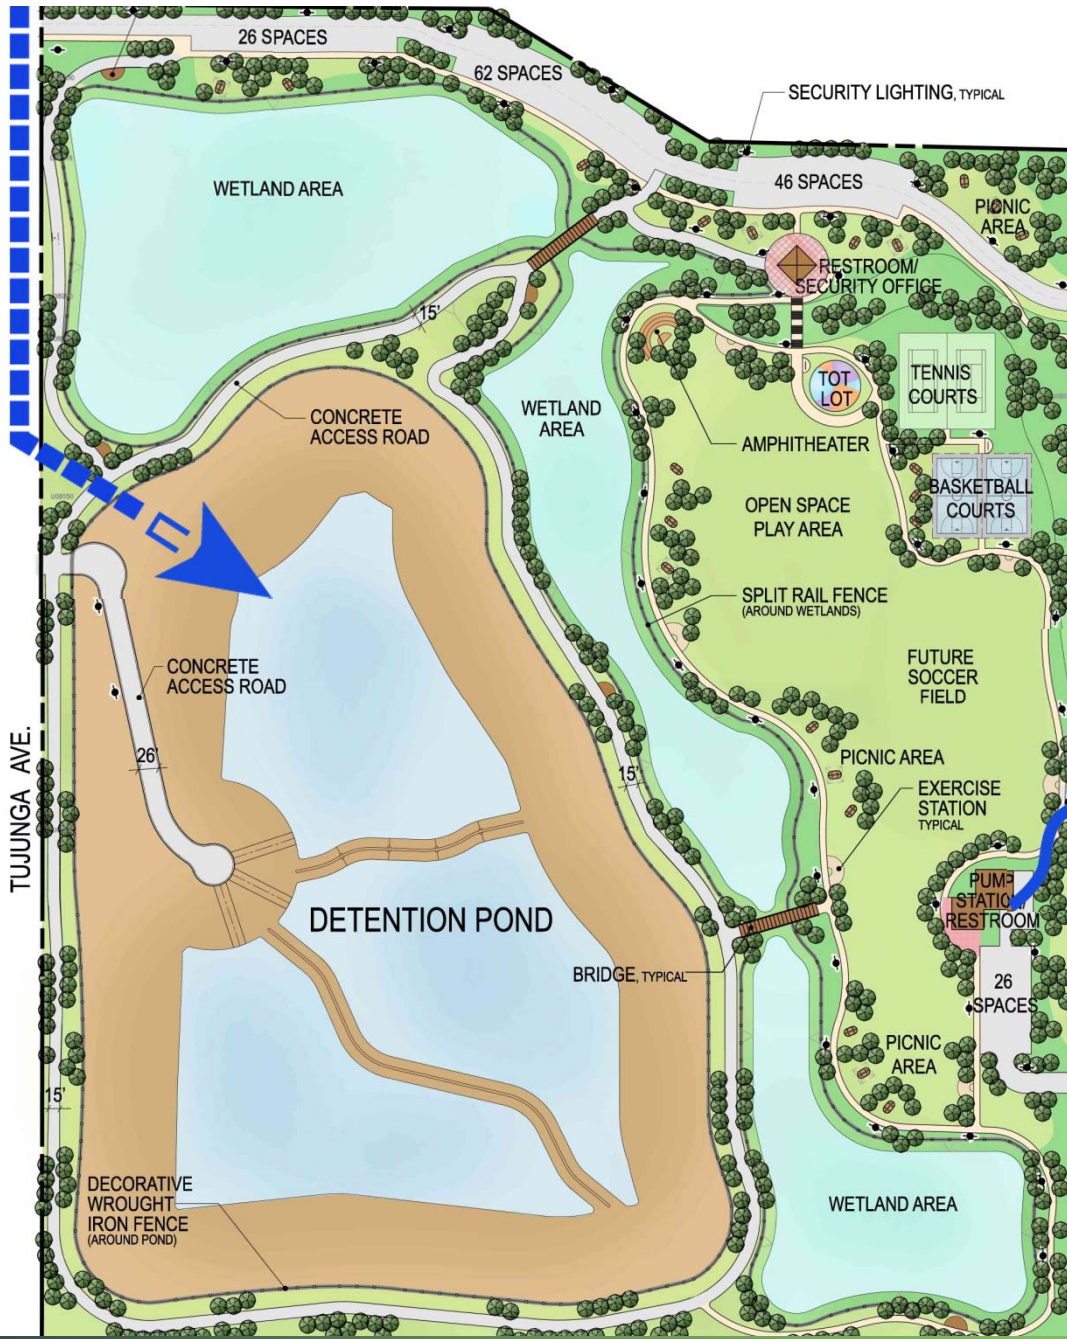 26 SPACES
62 SPACES
SECURITY LIGHTING, TYPICAL
WETLAND AREA
46 SPACES
PICNIC
AREA
RESTROOM/
SECURITY OFFICE
15'
TOT
LOT
TENNIS
COURTS
CONCRETE
ACCESS ROAD
WETLAND
AREA
AMPHITHEATER
BASKETBALL
COURTS
OPEN SPACE
PLAY AREA
SPLIT RAIL FENCE
(AROUND WETLANDS)
CONCRETE
ACCESS ROAD
FUTURE
SOCCER
FIELD
26'
15'
PICNIC AREA
EXERCISE
STATION
TYPICAL
TUJUNGA AVE.
PUMP
STATION/
RESTROOM
DETENTION POND
BRIDGE, TYPICAL
26
SPACES
PICNIC
AREA
15'
DECORATIVE
WROUGHT
IRON FENCE
(AROUND POND)
WETLAND AREA